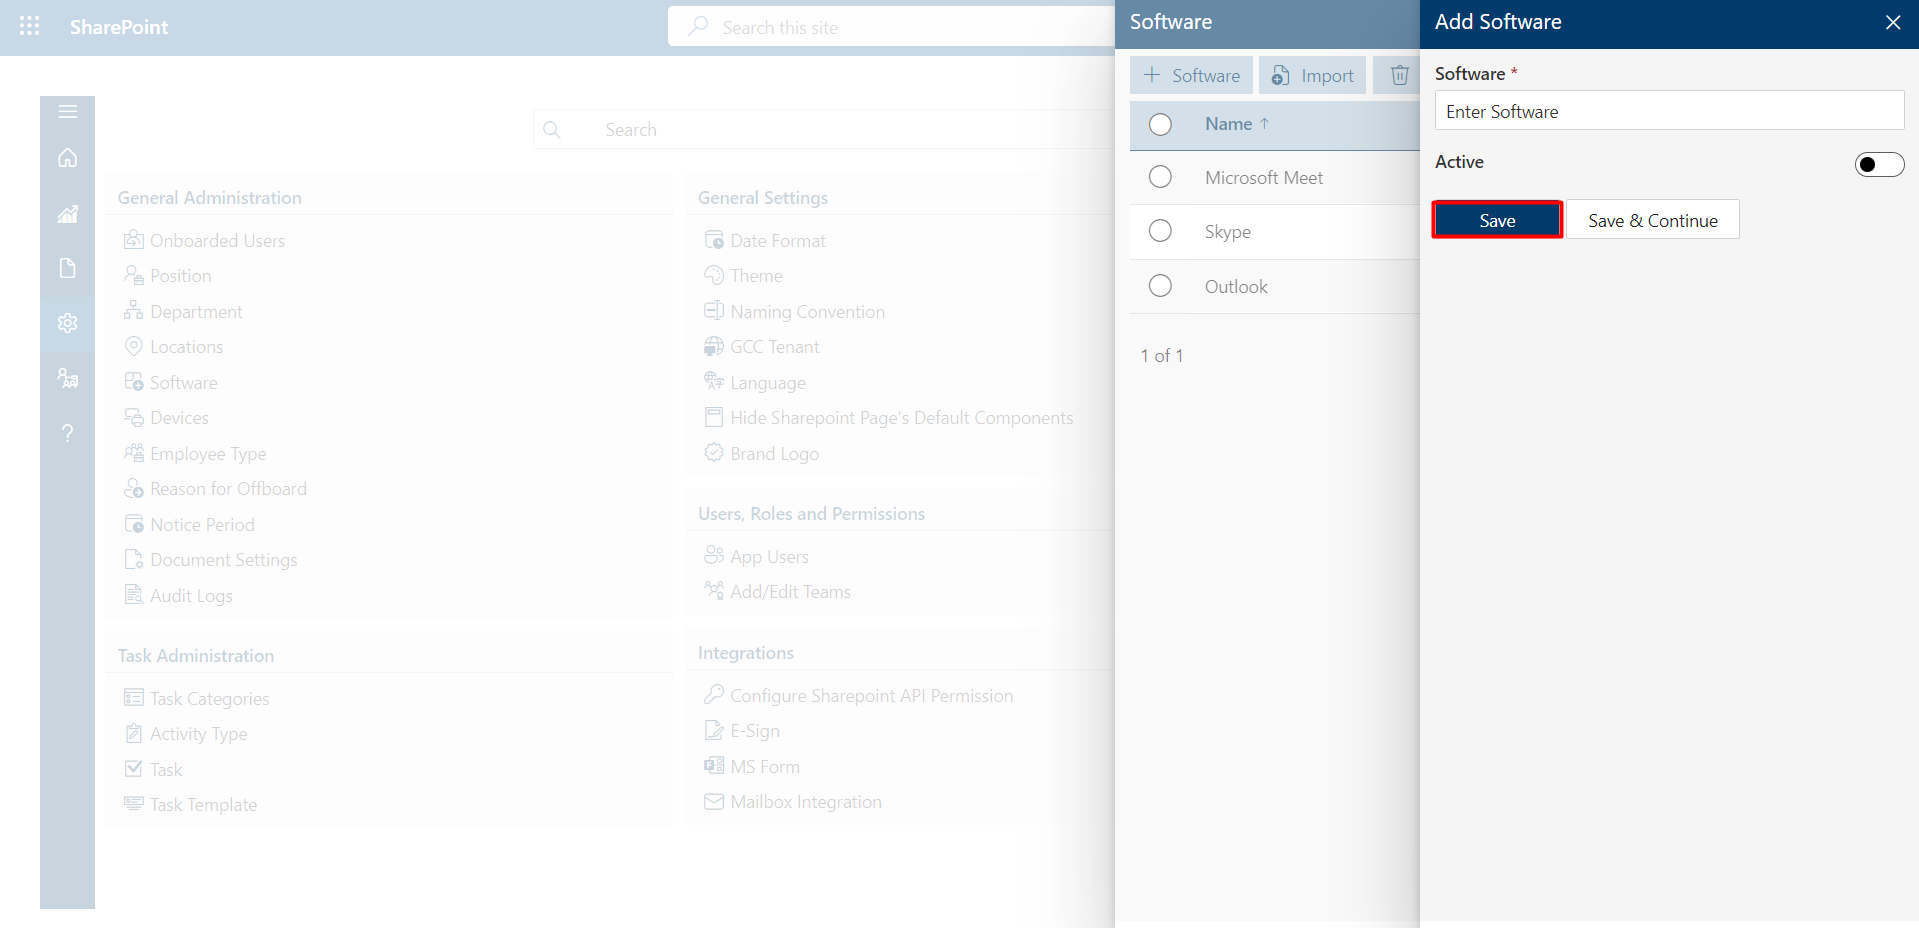 SharePoint
Search this site
Search
General Administration
Onboarded Users
Position
Department
Locations
Software
Devices
Employee Type
Reason for Offboard
Notice Period
Document Settings
Audit Logs
Task Administration
Task Categories
Activity Type
Task
Task Template
General Settings
Date Format
Theme
Naming Convention
GCC Tenant
Language
Hide Sharepoint Page's Default Components
Brand Logo
Users, Roles and Permissions
App Users
Add/Edit Teams
Integrations
Configure Sharepoint API Permission
E-Sign
MS Form
Mailbox Integration
Software
+ Software Import
Name ↑
Microsoft Meet
Skype
Outlook
1 of 1
Add Software
Software *
Enter Software
Active
Save Save & Continue